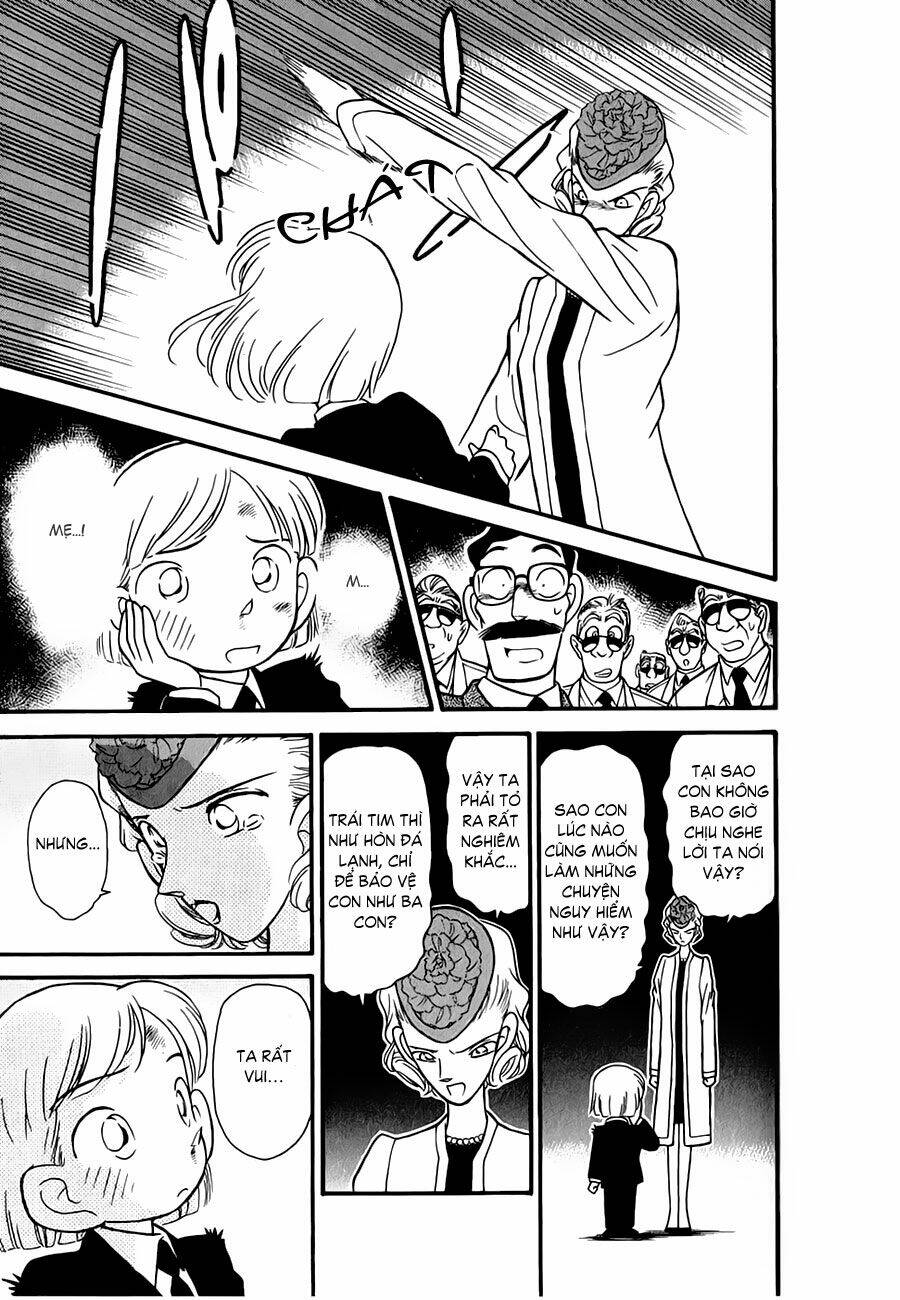 CHÁT
M...
MẸ...!
TẠI SAO
CON KHÔNG
BAO GIỜ
CHỊU NGHE
LỜI TA NÓI
VẬY?
SAO CON
LÚC NÀO
CŨNG MUỐN
LÀM NHỮNG
CHUYỆN
NGUY HIỂM
NHƯ VẬY?
VẬY TA
PHẢI TỎ
RA RẤT
NGHIÊM
KHẮC...
TRÁI TIM THÌ
NHƯ HÒN ĐÁ
LẠNH, CHỈ
ĐỂ BẢO VỆ
CON NHƯ BA
CON?
NHƯNG...
TA RẤT
VUI...